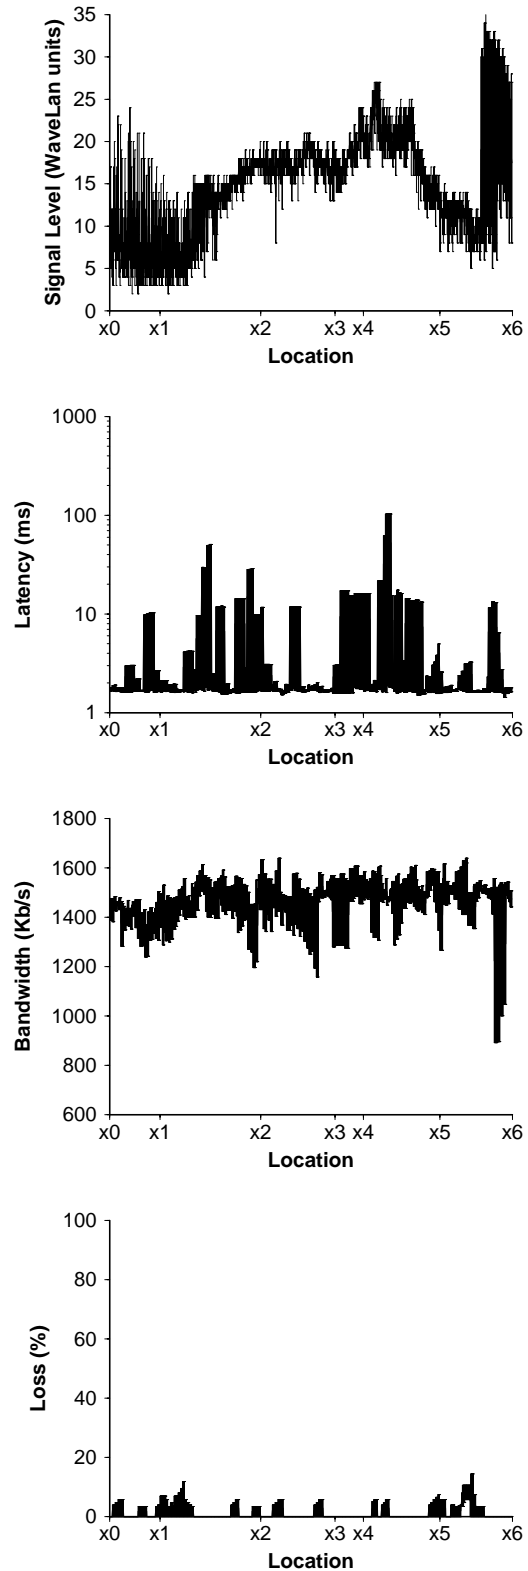 35
30
25
20
15
10
5
0
Signal Level (WaveLan units)
x0 x1 x2 x3 x4 x5 x6
Location
1000
100
10
1
Latency (ms)
x0 x1 x2 x3 x4 x5 x6
Location
1800
1600
1400
1200
1000
800
600
Bandwidth (Kb/s)
x0 x1 x2 x3 x4 x5 x6
Location
100
80
60
40
20
0
Loss (%)
x0 x1 x2 x3 x4 x5 x6
Location